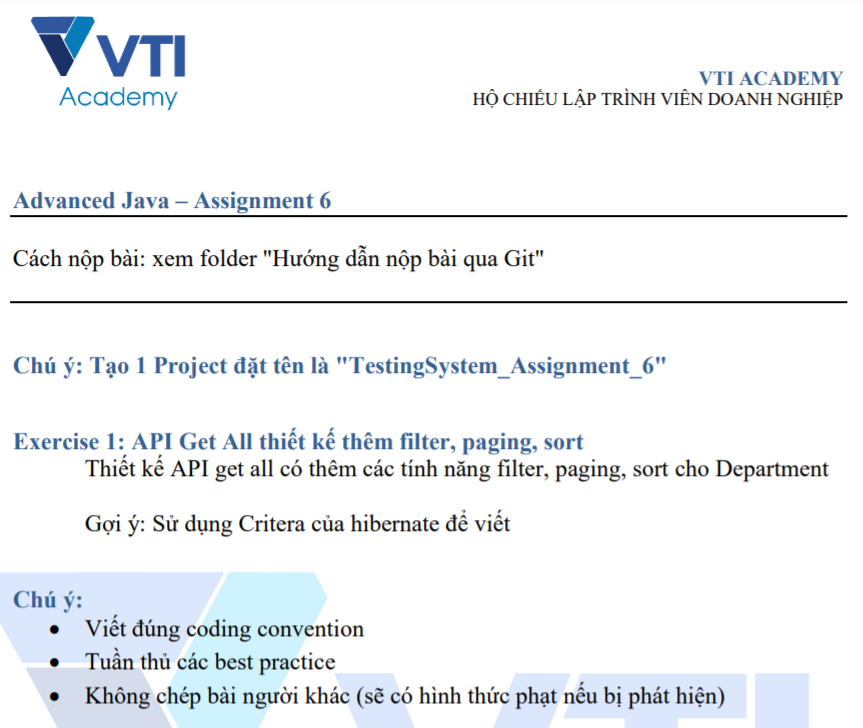 VTI
Academy
VTI ACADEMY
HỘ CHIẾU LẬP TRÌNH VIÊN DOANH NGHIỆP
Advanced Java – Assignment 6
Cách nộp bài: xem folder "Hướng dẫn nộp bài qua Git"
Chú ý: Tạo 1 Project đặt tên là "TestingSystem_Assignment_6"
Exercise 1: API Get All thiết kế thêm filter, paging, sort
Thiết kế API get all có thêm các tính năng filter, paging, sort cho Department
Gợi ý: Sử dụng Critera của hibernate để viết
Chú ý:
• Viết đúng coding convention
• Tuần thủ các best practice
• Không chép bài người khác (sẽ có hình thức phạt nếu bị phát hiện)
VTI